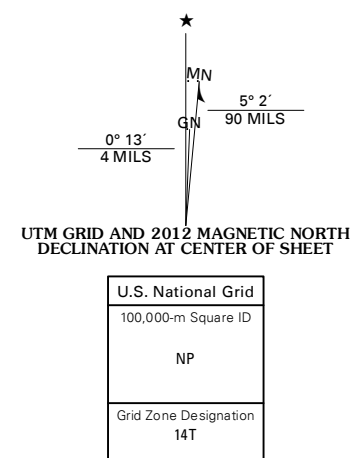 ★
MN
GN
5° 2´
90 MILS
0° 13´
4 MILS
UTM GRID AND 2012 MAGNETIC NORTH
DECLINATION AT CENTER OF SHEET
U.S. National Grid
100,000-m Square ID
NP
Grid Zone Designation
14T